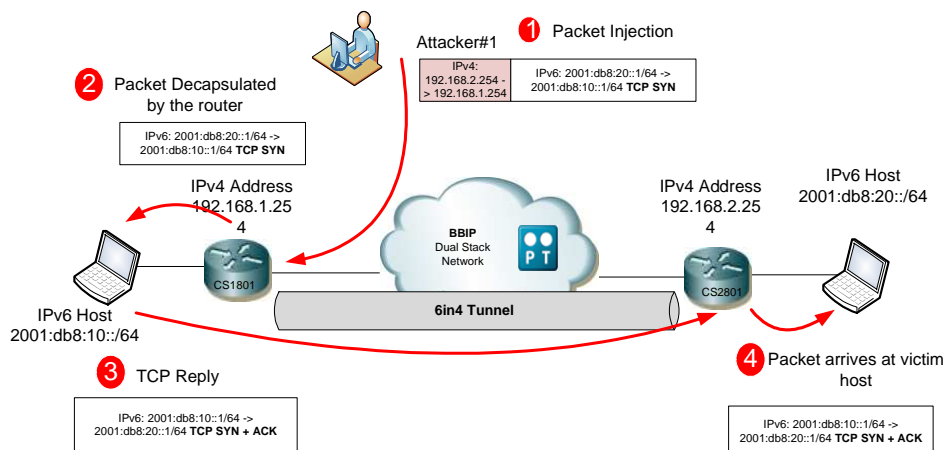 Attacker#1
1 Packet Injection
IPv4:
192.168.2.254 -
> 192.168.1.254
IPv6: 2001:db8:20::1/64 ->
2001:db8:10::1/64 TCP SYN
2 Packet Decapsulated
by the router
IPv6: 2001:db8:20::1/64 ->
2001:db8:10::1/64 TCP SYN
IPv4 Address
192.168.1.25
4
CS1801
IPv6 Host
2001:db8:10::/64
BBIP
Dual Stack
Network
P T
6in4 Tunnel
IPv4 Address
192.168.2.25
4
CS2801
IPv6 Host
2001:db8:20::/64
3 TCP Reply
IPv6: 2001:db8:10::1/64 ->
2001:db8:20::1/64 TCP SYN + ACK
4 Packet arrives at victim
host
IPv6: 2001:db8:10::1/64 ->
2001:db8:20::1/64 TCP SYN + ACK